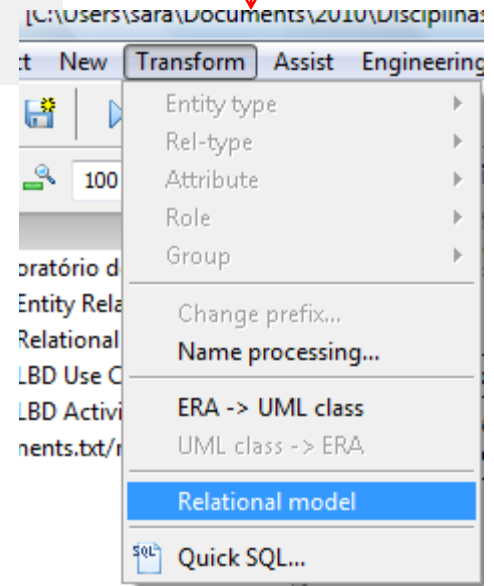 [C:\Users\sara\Documents\2010\Disciplinas
ct New Transform Assist Engineering
100
Entity type
Rel-type
Attribute
Role
Group
Change prefix...
Name processing...
ERA -> UML class
UML class -> ERA
Relational model
SQL Quick SQL...
oratório d
Entity Rela
Relational
LBD Use C
LBD Activi
nents.txt/r